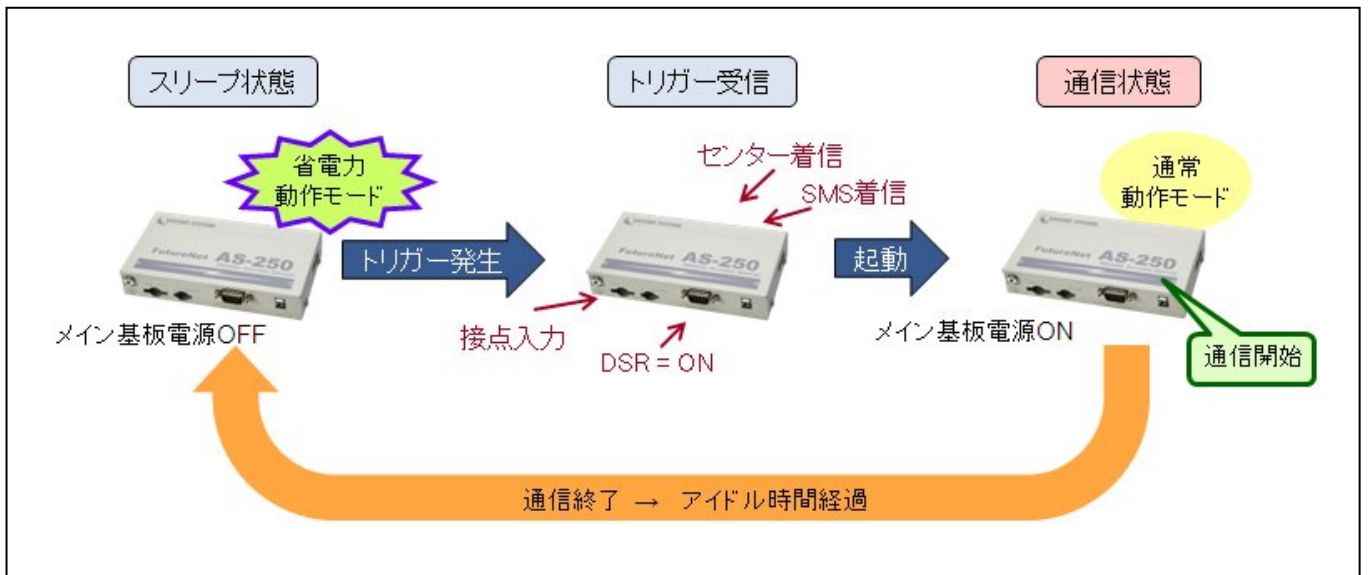 スリープ状態
トリガー受信
通信状態
省電力
動作モード
センター着信
SMS着信
通常
動作モード
FutureNet AS-250
トリガー発生
FutureNet AS-250
起動
FutureNet AS-250
メイン基板電源OFF
接点入力
DSR = ON
メイン基板電源ON
通信開始
通信終了 → アイドル時間経過